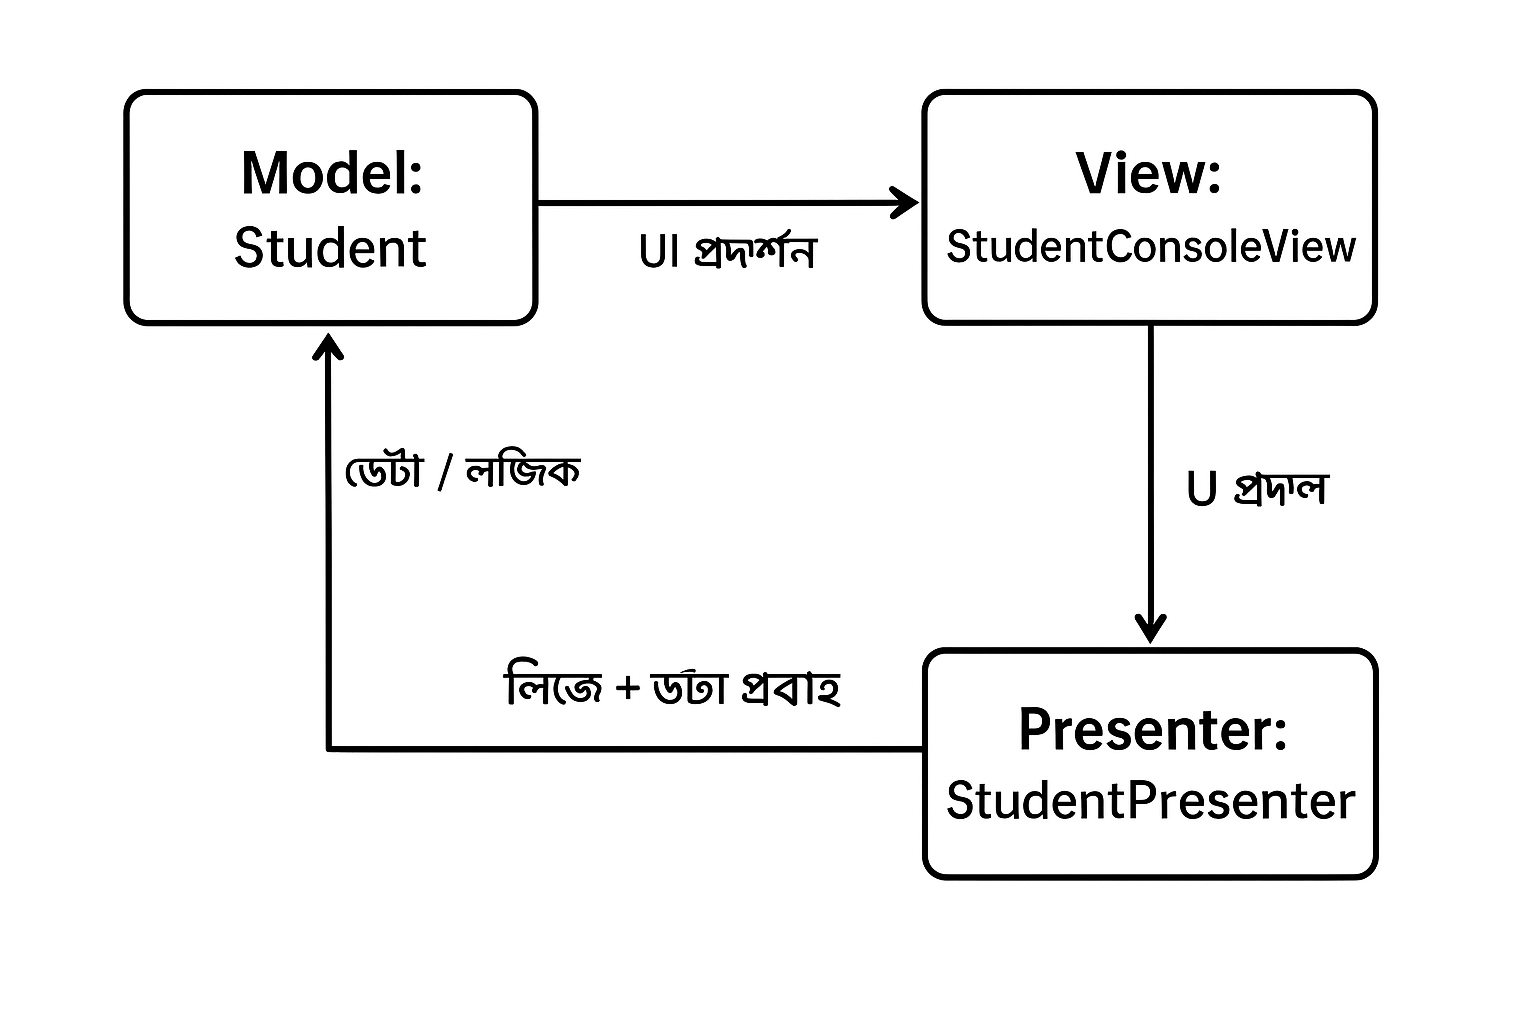 Model:
Student
View:
StudentConsoleView
UI প্রদর্শন
ডেটা / লজিক
U প্রদাল
লিজে + ডটা প্রবাহ
Presenter:
StudentPresenter